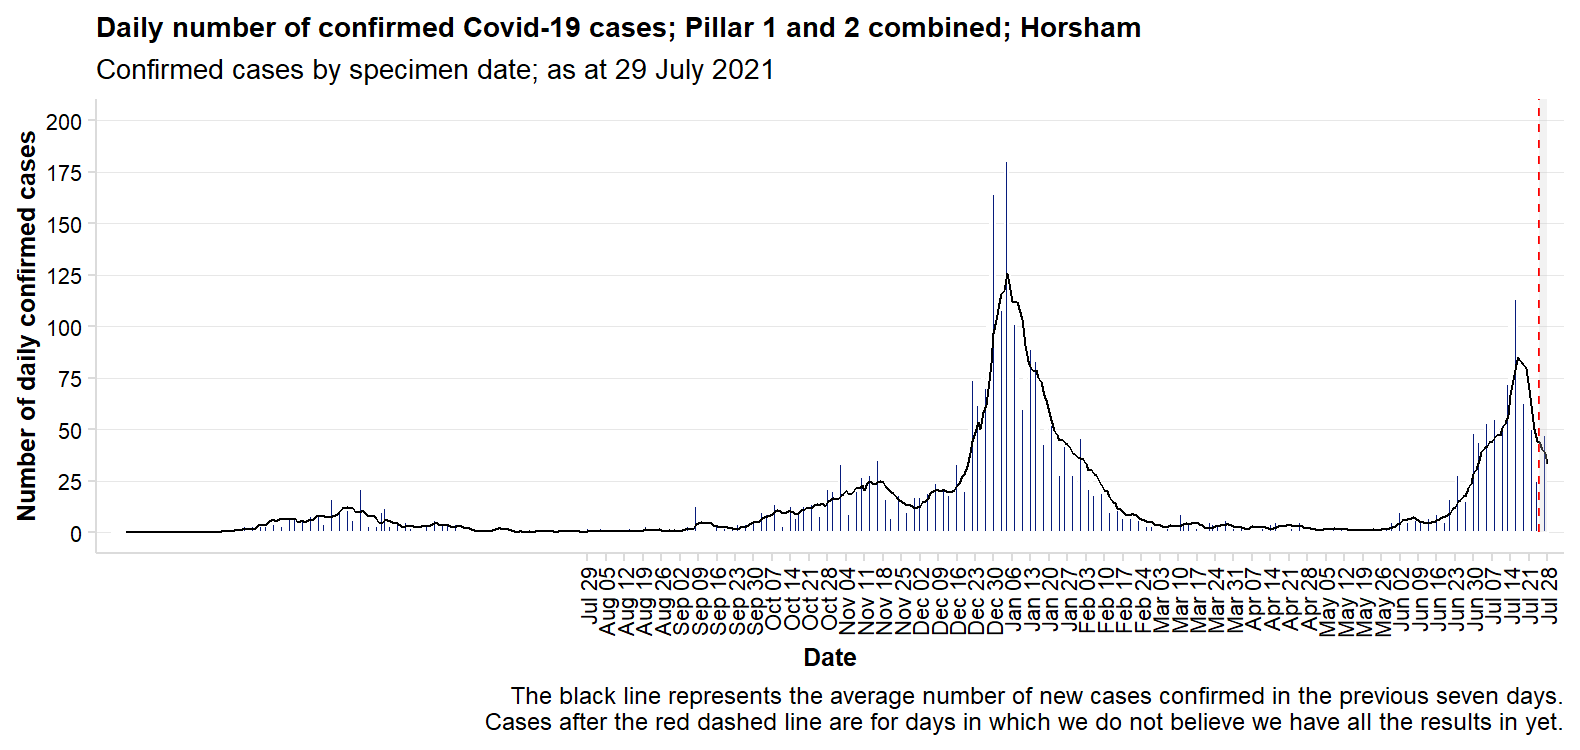 Daily number of confirmed Covid-19 cases; Pillar 1 and 2 combined; Horsham
Confirmed cases by specimen date; as at 29 July 2021
Number of daily confirmed cases
200
175
150
125
100
75
50
25
0
Jul 29
Aug 05
Aug 12
Aug 19
Aug 26
Sep 02
Sep 09
Sep 16
Sep 23
Sep 30
Oct 07
Oct 14
Oct 21
Oct 28
Nov 04
Nov 11
Nov 18
Nov 25
Dec 02
Dec 09
Dec 16
Dec 23
Dec 30
Jan 06
Jan 13
Jan 20
Jan 27
Feb 03
Feb 10
Feb 17
Feb 24
Mar 03
Mar 10
Mar 17
Mar 24
Mar 31
Apr 07
Apr 14
Apr 21
Apr 28
May 05
May 12
May 19
May 26
Jun 02
Jun 09
Jun 16
Jun 23
Jun 30
Jul 07
Jul 14
Jul 21
Jul 28
Date
The black line represents the average number of new cases confirmed in the previous seven days.
Cases after the red dashed line are for days in which we do not believe we have all the results in yet.